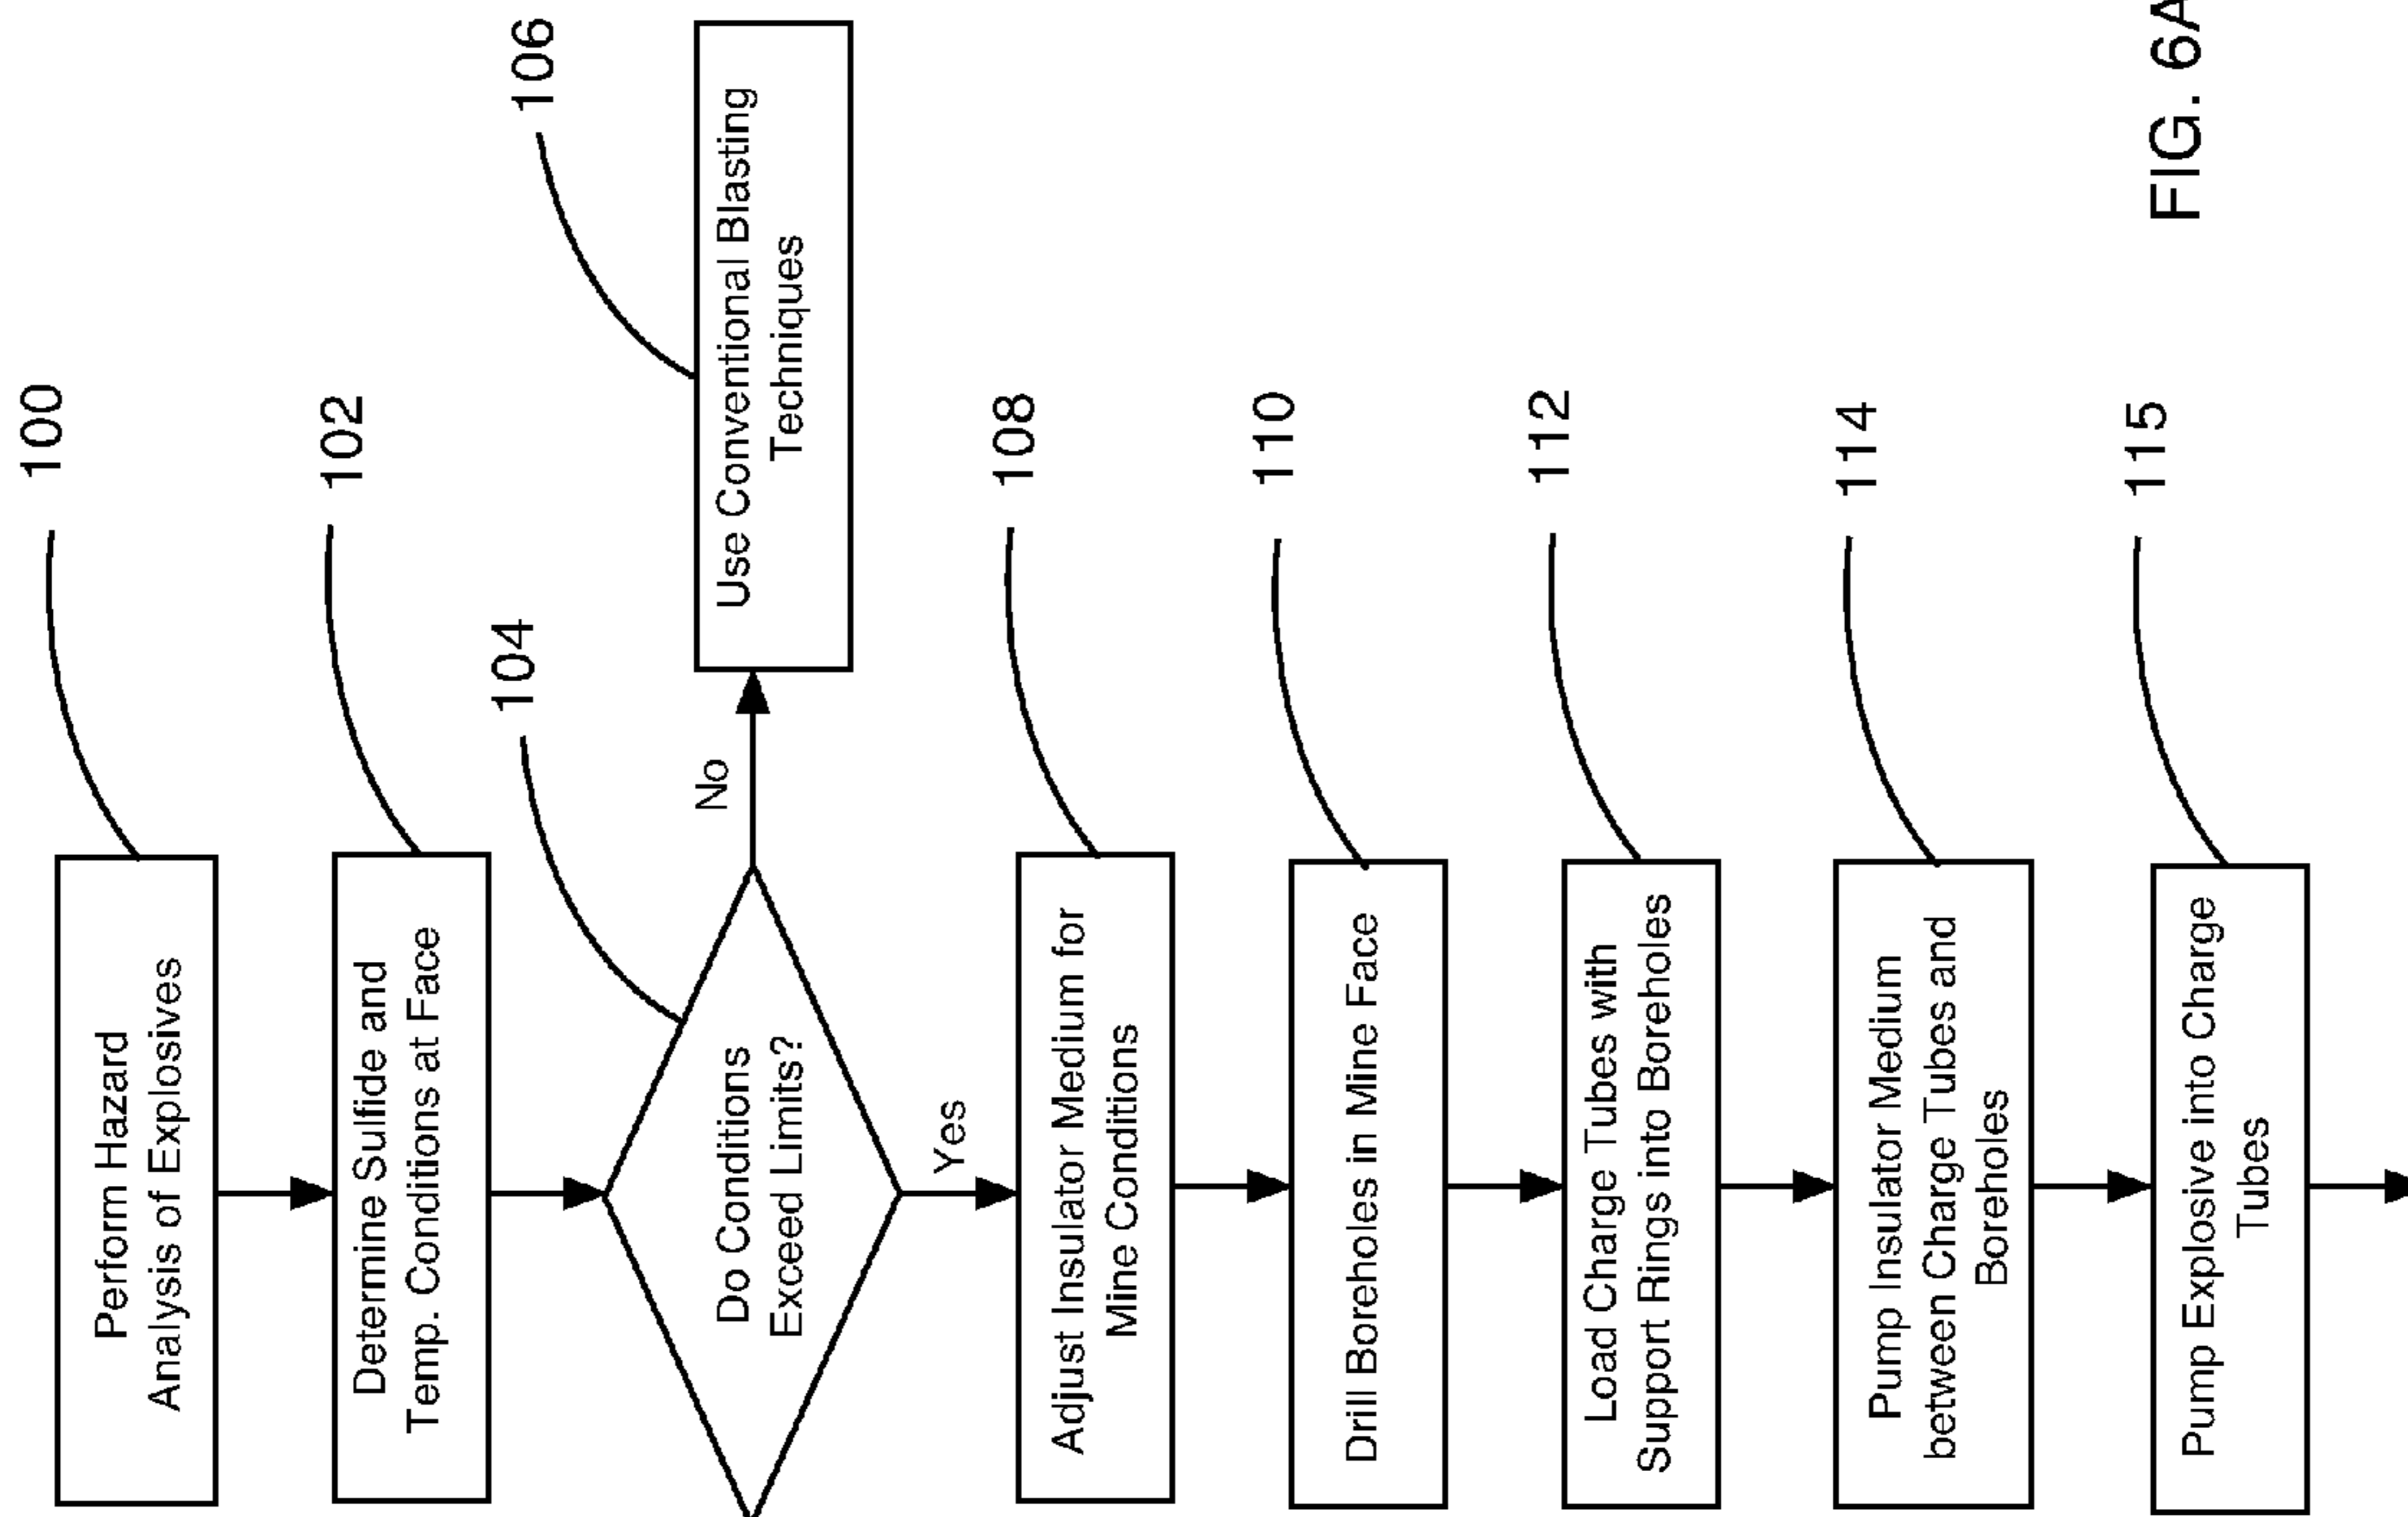 100
Perform Hazard
Analysis of Explosives
102
Determine Sulfide and
Temp. Conditions at Face
104
Do Conditions
Exceed Limits?
No
106
Use Conventional Blasting
Techniques
Yes
108
Adjust Insulator Medium for
Mine Conditions
110
Drill Boreholes in Mine Face
112
Load Charge Tubes with
Support Rings into Boreholes
114
Pump Insulator Medium
between Charge Tubes and
Boreholes
115
Pump Explosive into Charge
Tubes
FIG. 6A